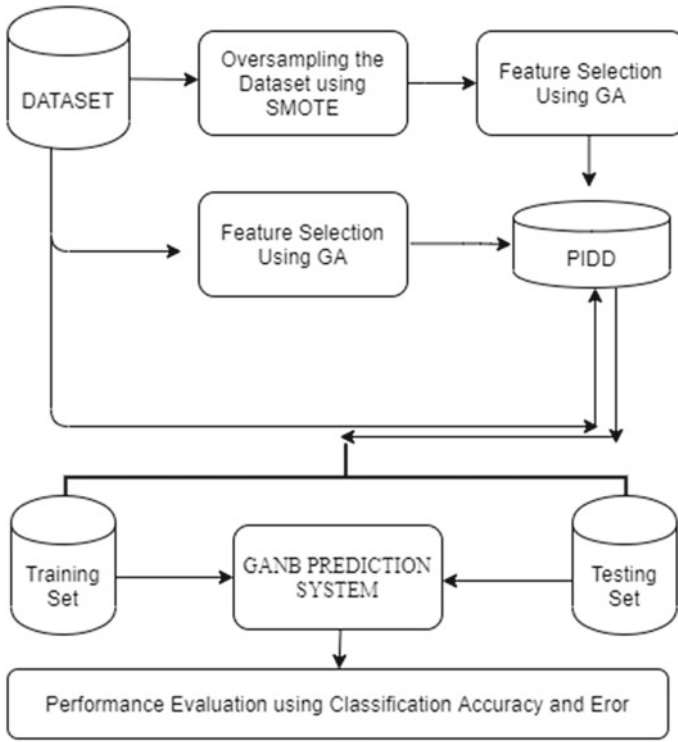 DATASET
Oversampling the
Dataset using
SMOTE
Feature Selection
Using GA
Feature Selection
Using GA
PIDD
Training
Set
GANB PREDICTION
SYSTEM
Testing
Set
Performance Evaluation using Classification Accuracy and Eror